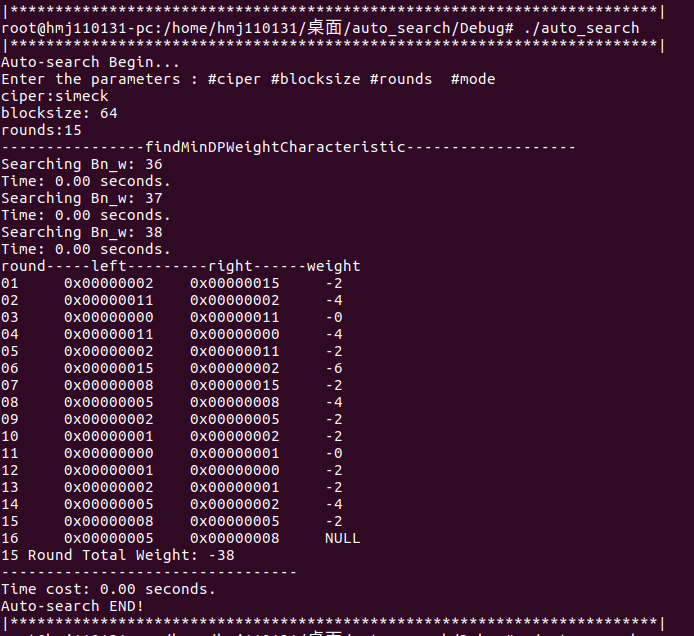 |************************************************************************|
root@hmj110131-pc:/home/hmj110131/桌面/auto_search/Debug# ./auto_search
|************************************************************************|
Auto-search Begin...
Enter the parameters : #ciper #blocksize #rounds  #mode
ciper:simeck
blocksize: 64
rounds:15
----------------findMinDPWeightCharacteristic-------------------
Searching Bn_w: 36
Time: 0.00 seconds.
Searching Bn_w: 37
Time: 0.00 seconds.
Searching Bn_w: 38
Time: 0.00 seconds.
round-----left---------right------weight
01     0x00000002    0x00000015     -2
02     0x00000011    0x00000002     -4
03     0x00000000    0x00000011     -0
04     0x00000011    0x00000000     -4
05     0x00000002    0x00000011     -2
06     0x00000015    0x00000002     -6
07     0x00000008    0x00000015     -2
08     0x00000005    0x00000008     -4
09     0x00000002    0x00000005     -2
10     0x00000001    0x00000002     -2
11     0x00000000    0x00000001     -0
12     0x00000001    0x00000000     -2
13     0x00000002    0x00000001     -2
14     0x00000005    0x00000002     -4
15     0x00000008    0x00000005     -2
16     0x00000005    0x00000008     NULL
15 Round Total Weight: -38
---------------------------------
Time cost: 0.00 seconds.
Auto-search END!
|************************************************************************|